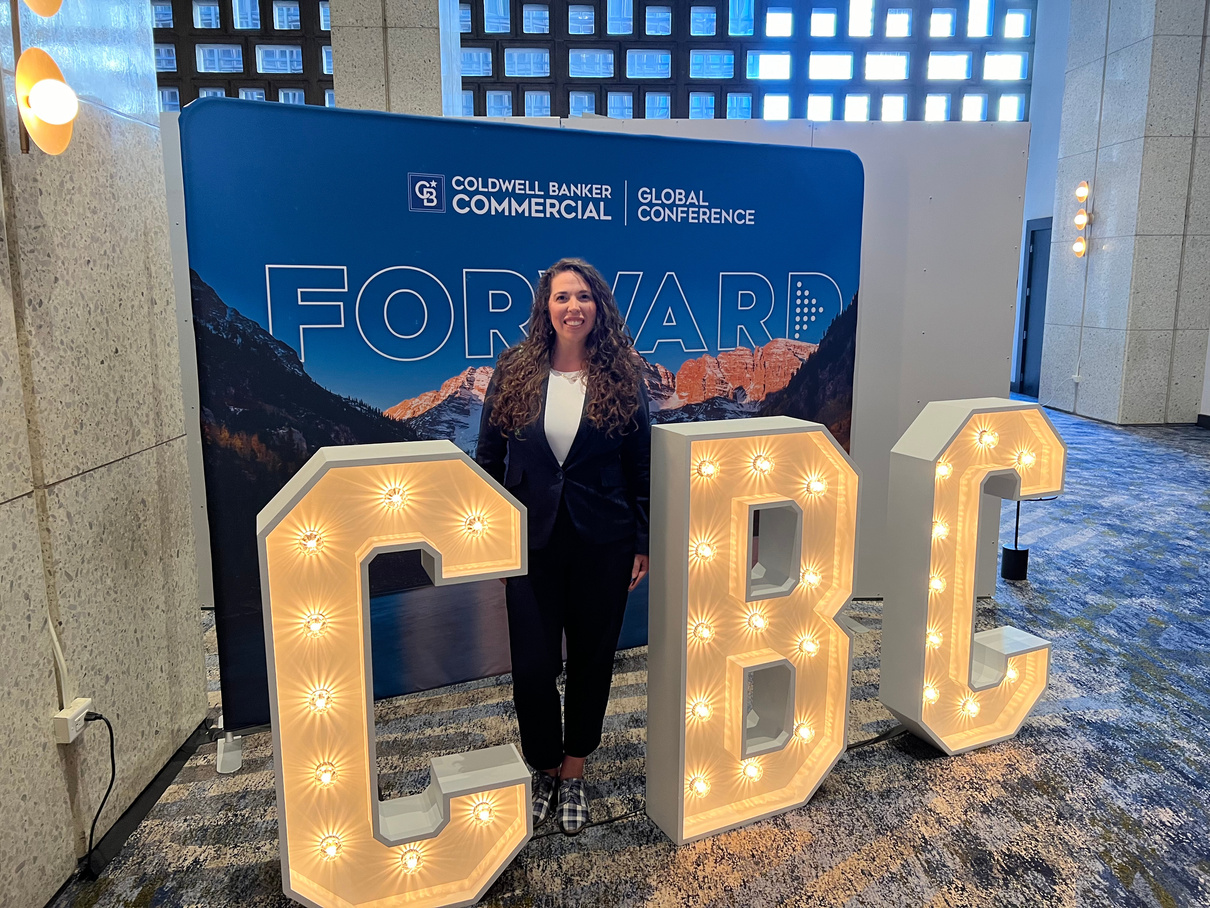 CB
COLDWELL BANKER
COMMERCIAL
GLOBAL
CONFERENCE
FORWARD
CBC